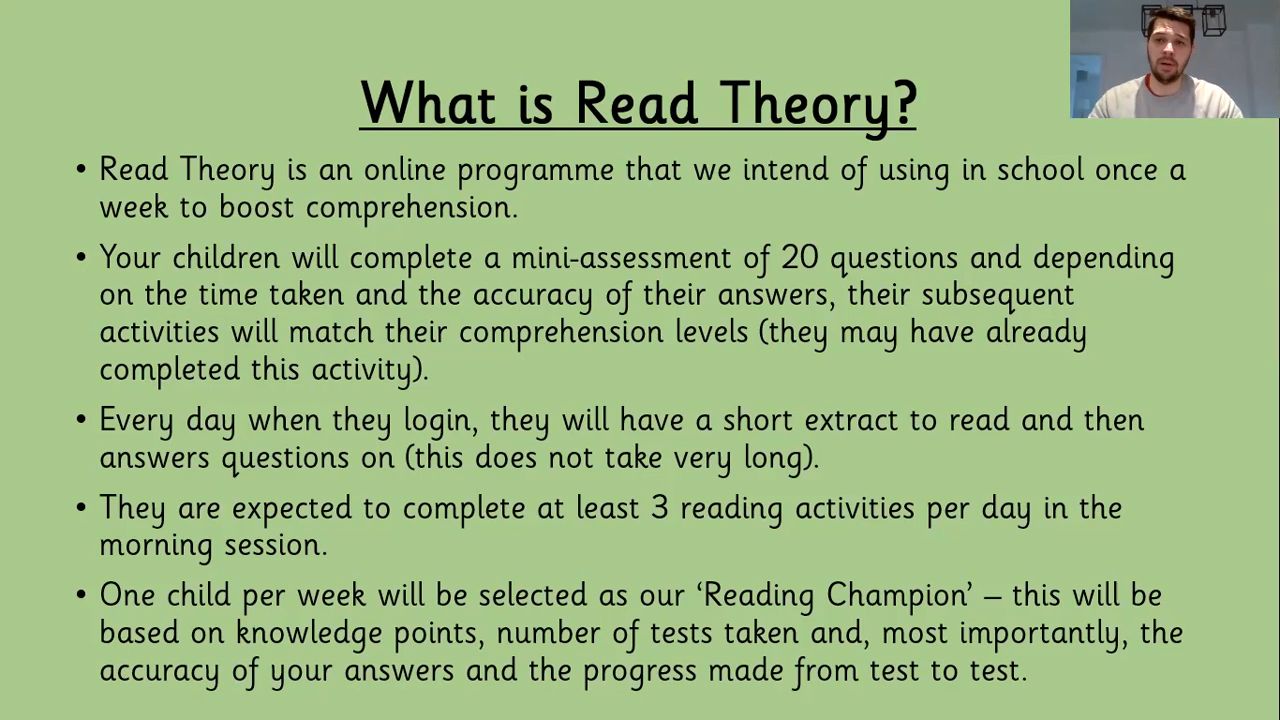 What is Read Theory?
• Read Theory is an online programme that we intend of using in school once a
week to boost comprehension.
• Your children will complete a mini-assessment of 20 questions and depending
on the time taken and the accuracy of their answers, their subsequent
activities will match their comprehension levels (they may have already
completed this activity).
• Every day when they login, they will have a short extract to read and then
answers questions on (this does not take very long).
• They are expected to complete at least 3 reading activities per day in the
morning session.
• One child per week will be selected as our ‘Reading Champion’ – this will be
based on knowledge points, number of tests taken and, most importantly, the
accuracy of your answers and the progress made from test to test.